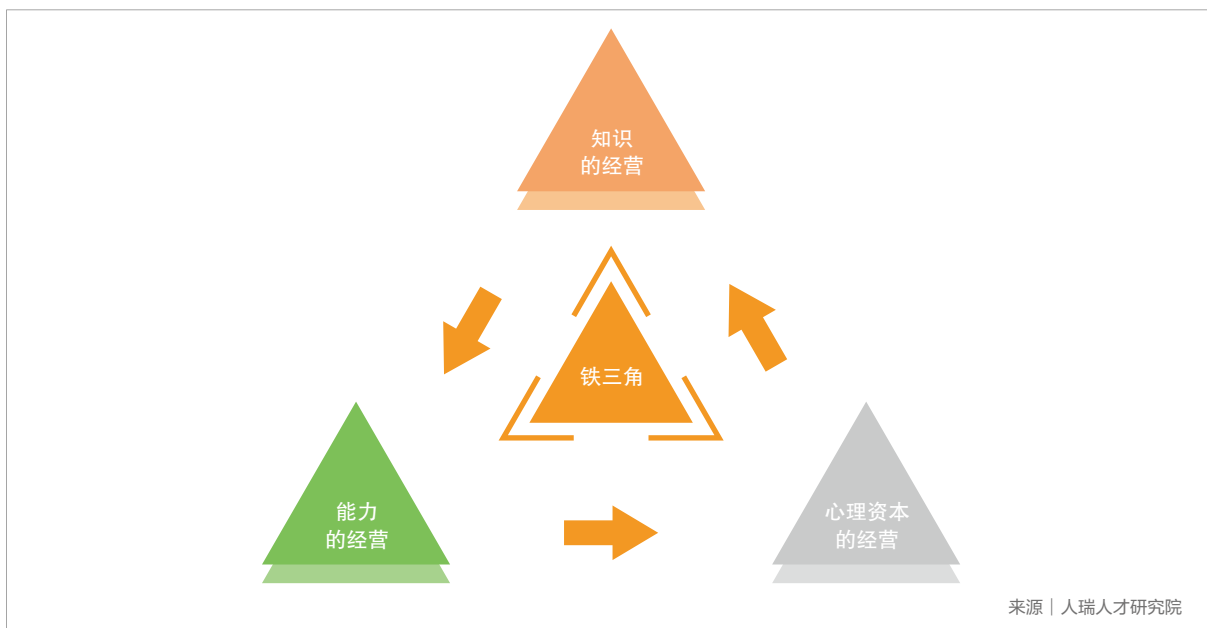 知识
的经营
铁三角
能力
的经营
心理资本
的经营
来源｜人瑞人才研究院